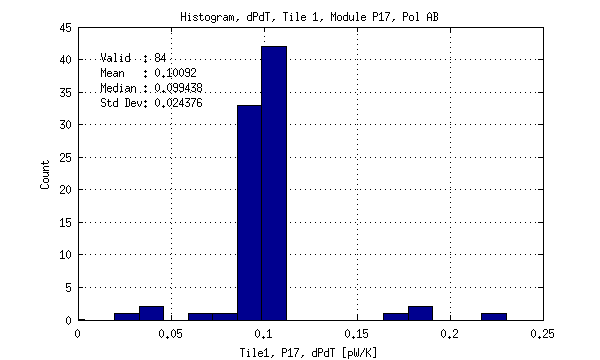 Histogram, dPdT, Tile 1, Module P17, Pol AB
45
40
35
30
25
20
15
10
5
0
Valid : 84
Mean : 0.10092
Median : 0.099438
Std Dev: 0.024376
Count
0 0.05 0.1 0.15 0.2 0.25
Tile1, P17, dPdT [pW/K]